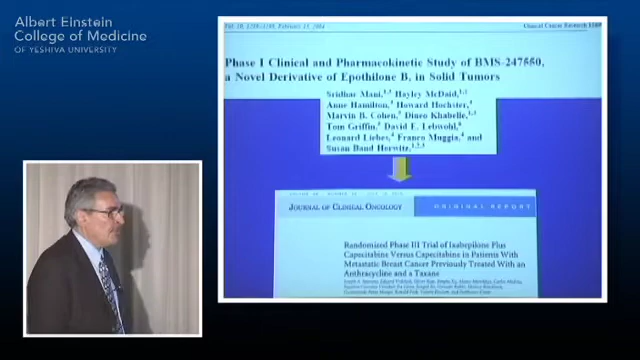 Albert Einstein
College of Medicine
OF YESHIVA UNIVERSITY
Clinical Cancer Research
Phase I Clinical and Pharmacokinetic Study of BMS-247550,
a Novel Derivative of Epothilone B, in Solid Tumors
Sridhar Mani, Hayley McDaid,
Anne Hamilton, Howard Hochster,
Marvin B. Cohen, Dineo Khabelle,
Tom Griffin, David E. Lebwohl,
Leonard Liebes, Franco Muggia, and
Susan Band Horwitz,
JOURNAL OF CLINICAL ONCOLOGY
ORIGINAL REPORT
Randomized Phase III Trial of Ixabepilone Plus
Capecitabine Versus Capecitabine in Patients With
Metastatic Breast Cancer Previously Treated With an
Anthracycline and a Taxane